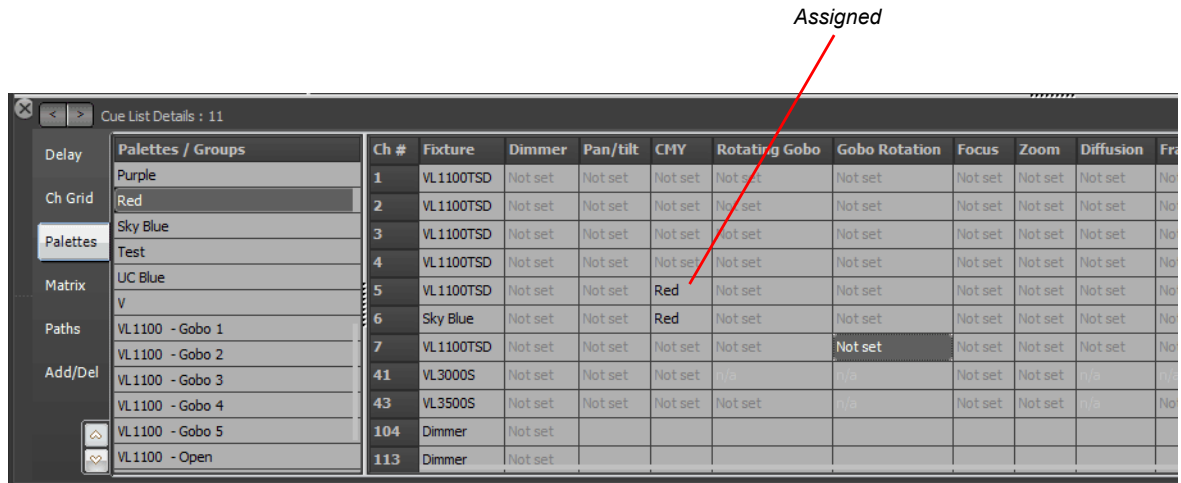 Assigned
< > Cue List Details : 11
Delay
Ch Grid
Palettes
Matrix
Paths
Add/Del
Palettes / Groups
Purple
Red
Sky Blue
Test
UC Blue
V
VL1100 - Gobo 1
VL1100 - Gobo 2
VL1100 - Gobo 3
VL1100 - Gobo 4
VL1100 - Gobo 5
VL1100 - Open
Ch # Fixture Dimmer Pan/tilt CMY Rotating Gobo Gobo Rotation Focus Zoom Diffusion Fra
1 VL1100TSD Not set Not set Not set Not set Not set Not set Not set Not set No
2 VL1100TSD Not set Not set Not set Not set Not set Not set Not set Not set No
3 VL1100TSD Not set Not set Not set Not set Not set Not set Not set Not set No
4 VL1100TSD Not set Not set Not set Not set Not set Not set Not set Not set No
5 VL1100TSD Not set Not set Red Not set Not set Not set Not set Not set No
6 Sky Blue Not set Not set Red Not set Not set Not set Not set Not set No
7 VL1100TSD Not set Not set Not set Not set Not set Not set Not set Not set No
41 VL3000S Not set Not set Not set n/a n/a Not set Not set n/a n/a
43 VL3500S Not set Not set Not set Not set n/a Not set Not set n/a No
104 Dimmer Not set
113 Dimmer Not set